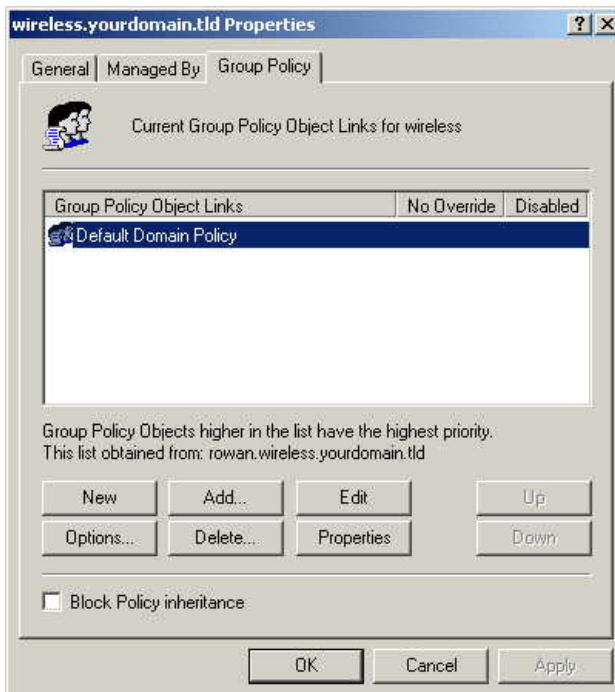 wireless.yourdomain.tld Properties
General Managed By Group Policy
Current Group Policy Object Links for wireless
Group Policy Object Links No Override Disabled
Default Domain Policy
Group Policy Objects higher in the list have the highest priority.
This list obtained from: rowan.wireless.yourdomain.tld
New Add... Edit Up
Options... Delete... Properties Down
Block Policy inheritance
OK Cancel Apply